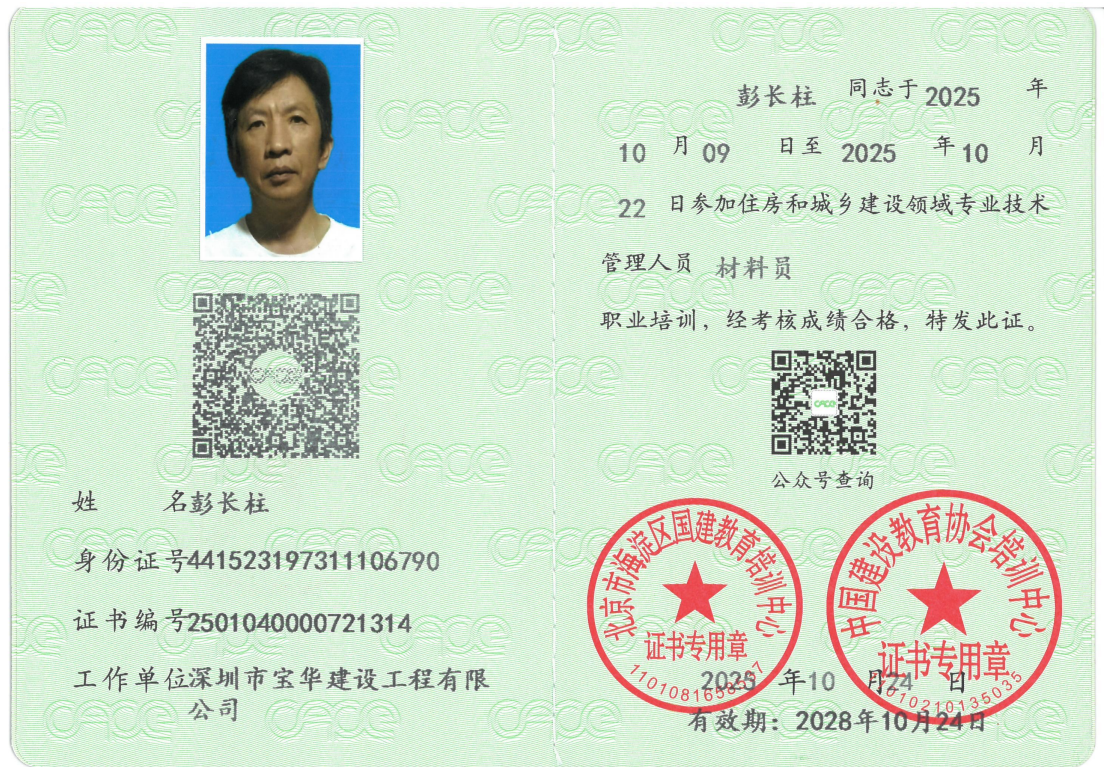 姓 名彭长柱
身份证号441523197311106790
证书编号2501040000721314
工作单位深圳市宝华建设工程有限
公司
彭长柱 同志于2025 年
10 月09 日至 2025 年10 月
22 日参加住房和城乡建设领域专业技术
管理人员 材料员
职业培训，经考核成绩合格，特发此证。
CACO
公众号查询
北京市海淀区国建教育培训中心
证书专用章
中国建设教育协会培训中心
证书专用章
11010210135035
2025 年10 月24 日
有效期：2028年10月24日